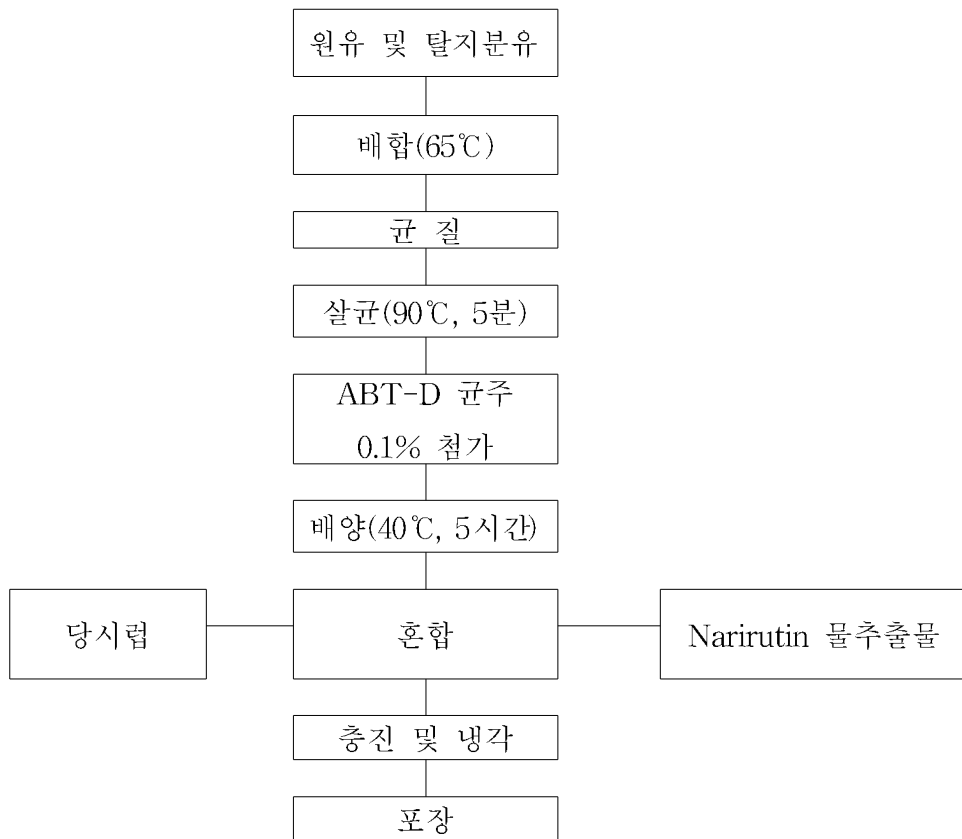 원유 및 탈지분유
배합(65℃)
균 질
살균(90℃, 5분)
ABT-D 균주
0.1% 첨가
배양(40℃, 5시간)
당시럽
혼합
Narirutin 물추출물
충진 및 냉각
포장